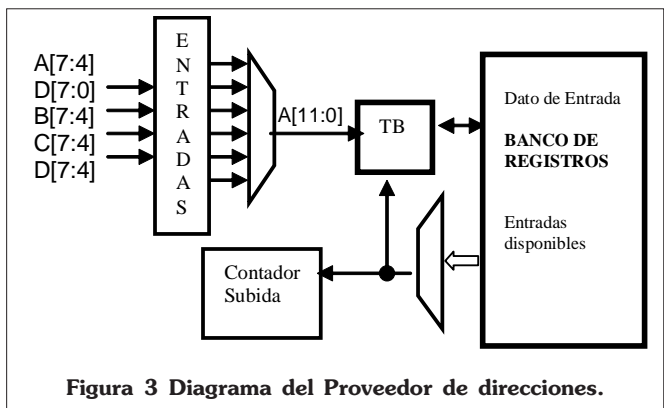 A[7:4]
D[7:0]
B[7:4]
C[7:4]
D[7:4]
E
N
T
R
A
D
A
S
A[11:0]
TB
Dato de Entrada
BANCO DE
REGISTROS
Entradas
disponibles
Contador
Subida
Figura 3 Diagrama del Proveedor de direcciones.